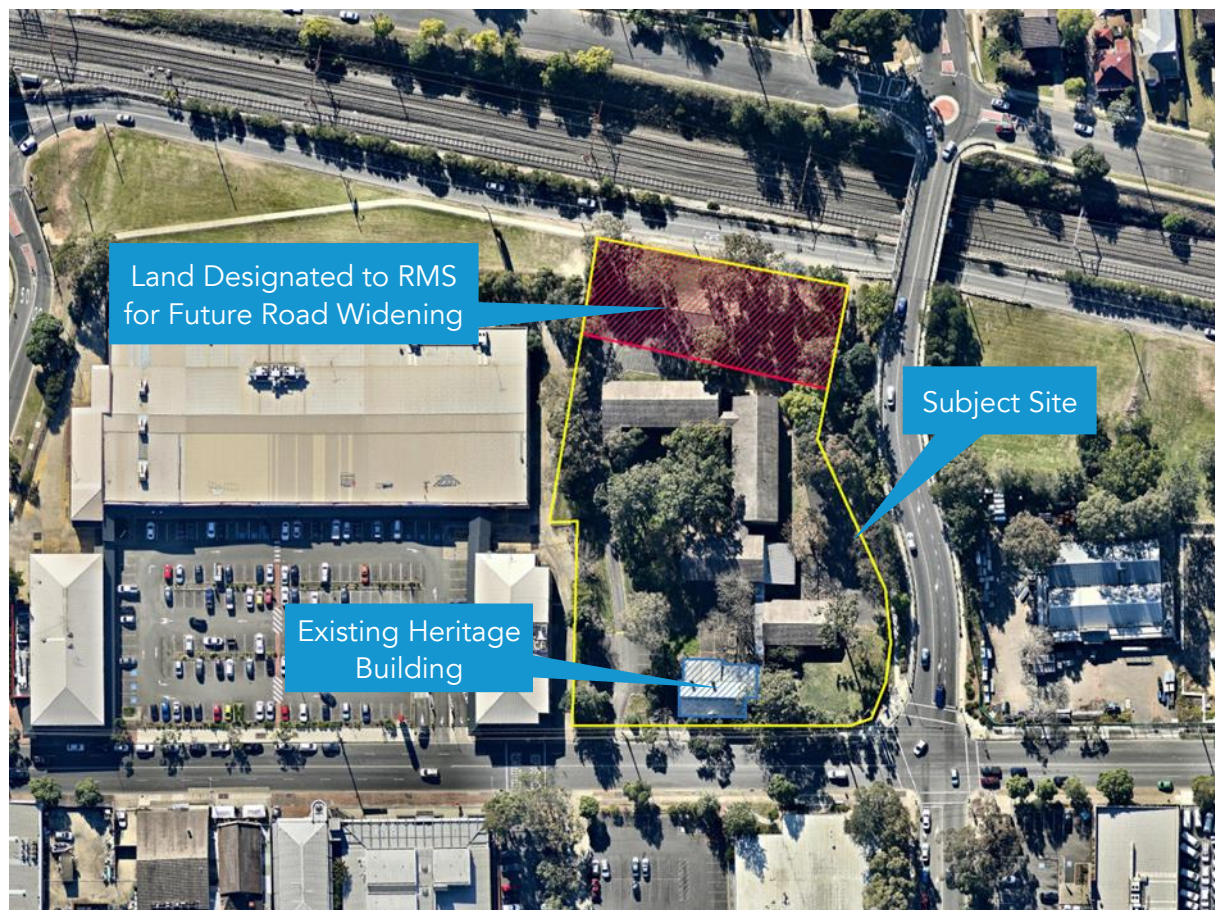 Land Designated to RMS
for Future Road Widening
Subject Site
Existing Heritage
Building